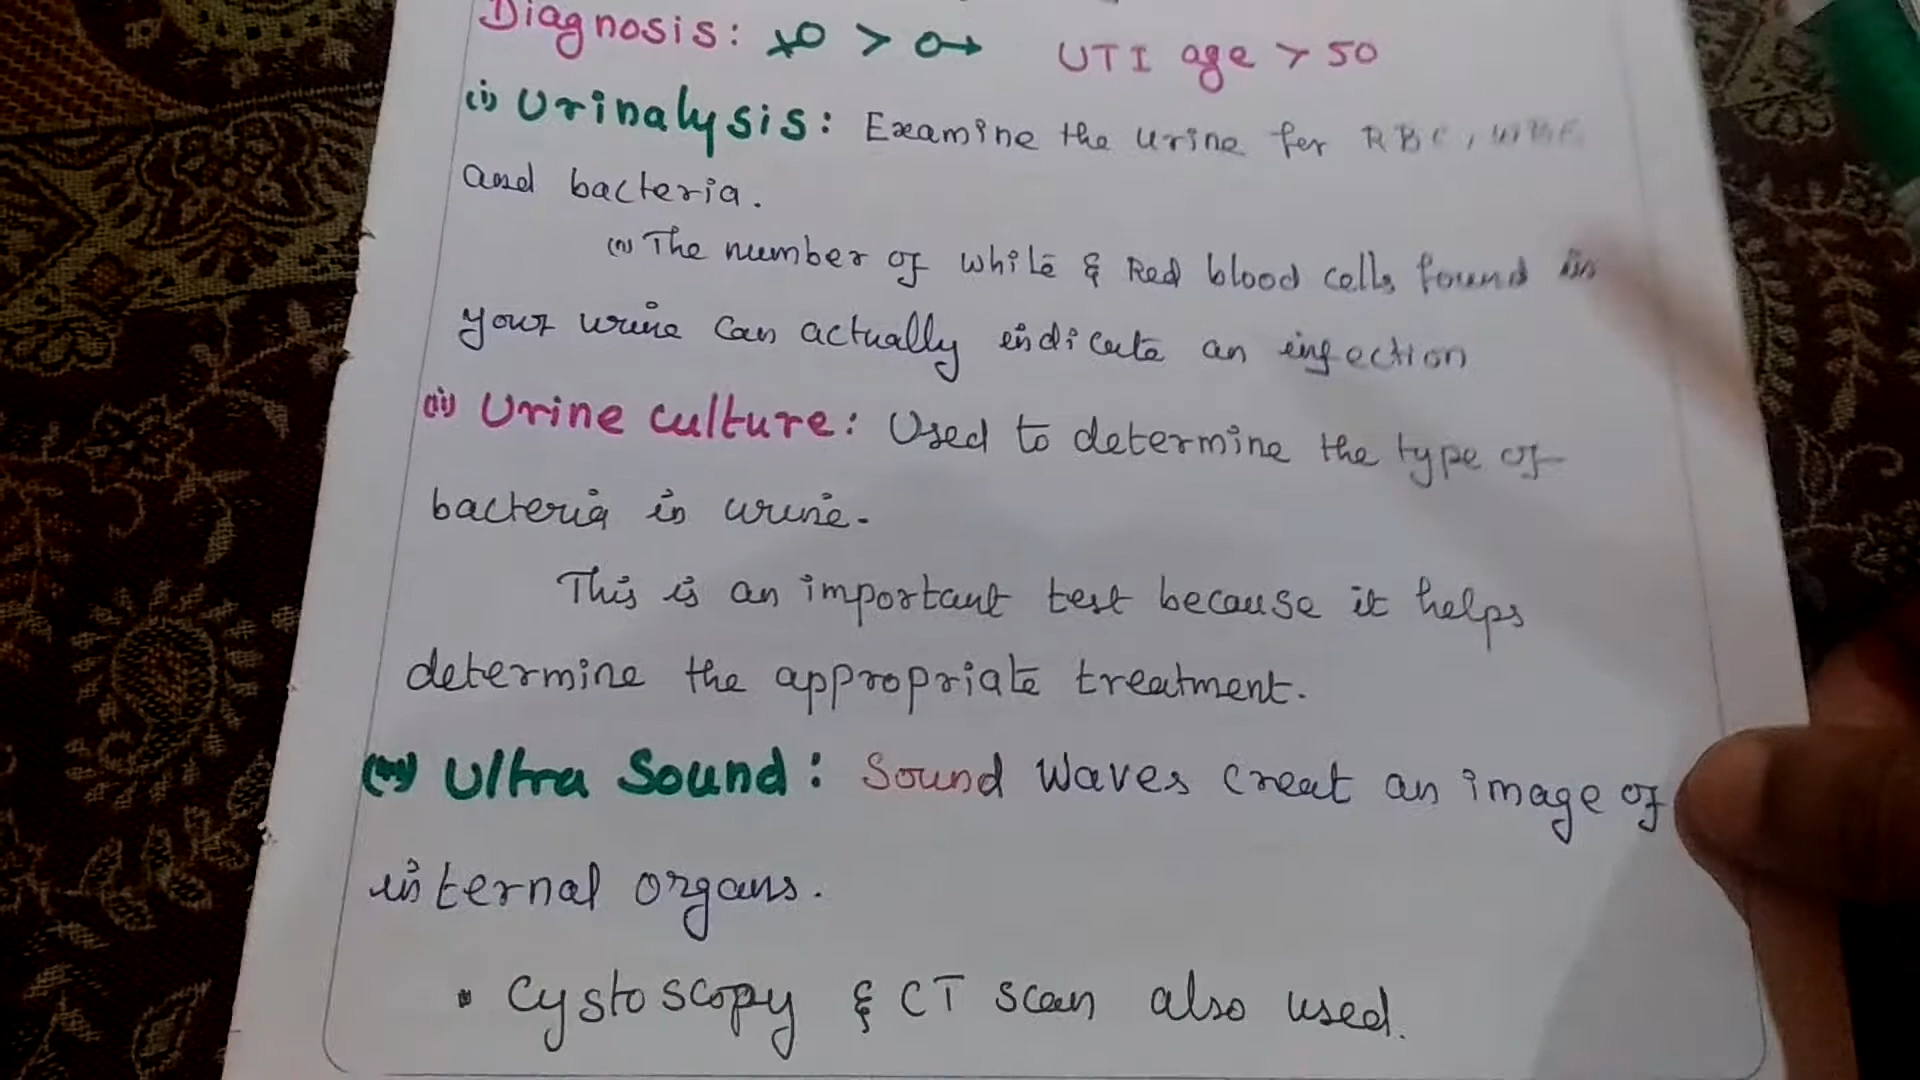 Diagnosis: ♀ > ♂ UTI age > 50
(i) Urinalysis: Examine the urine for RBC, WBC
and bacteria.
The number of white & Red blood cells found in
your urine can actually indicate an infection
(ii) Urine culture: Used to determine the type of
bacteria in urine.
This is an important test because it helps
determine the appropriate treatment.
Ultra Sound: Sound waves creat an image of
internal organs.
• Cystoscopy & CT scan also used.